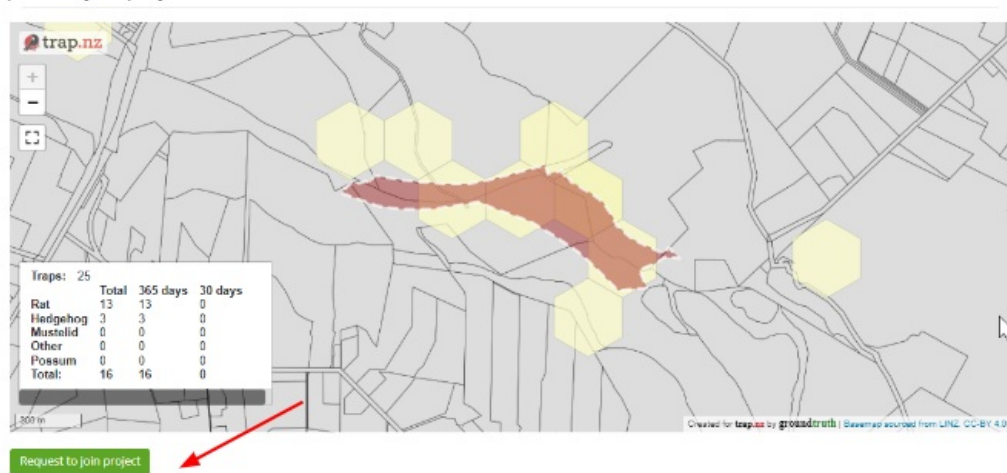 trap.nz
+
−
Traps: 25
Total 365 days 30 days
Rat 13 13 0
Hedgehog 3 3 0
Mustelid 0 0 0
Other 0 0 0
Possum 0 0 0
Total: 16 16 0
300 m
Created for trap.nz by groundtruth | Basemap sourced from LINZ. CC-BY 4.0
Request to join project